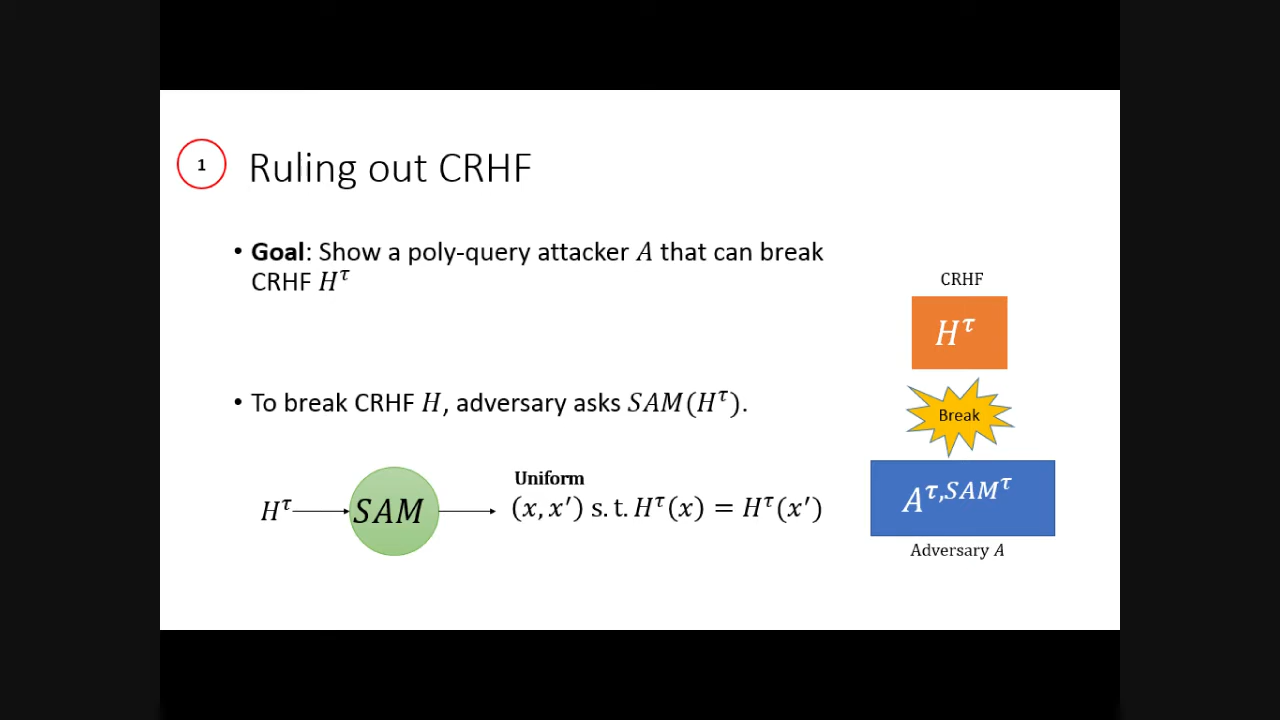 1
Ruling out CRHF
• Goal: Show a poly-query attacker A that can break
CRHF H^τ
• To break CRHF H, adversary asks SAM(H^τ).
H^τ
SAM
Uniform
(x, x′) s.t. H^τ(x) = H^τ(x′)
CRHF
H^τ
Break
A^{τ,SAM^τ}
Adversary A